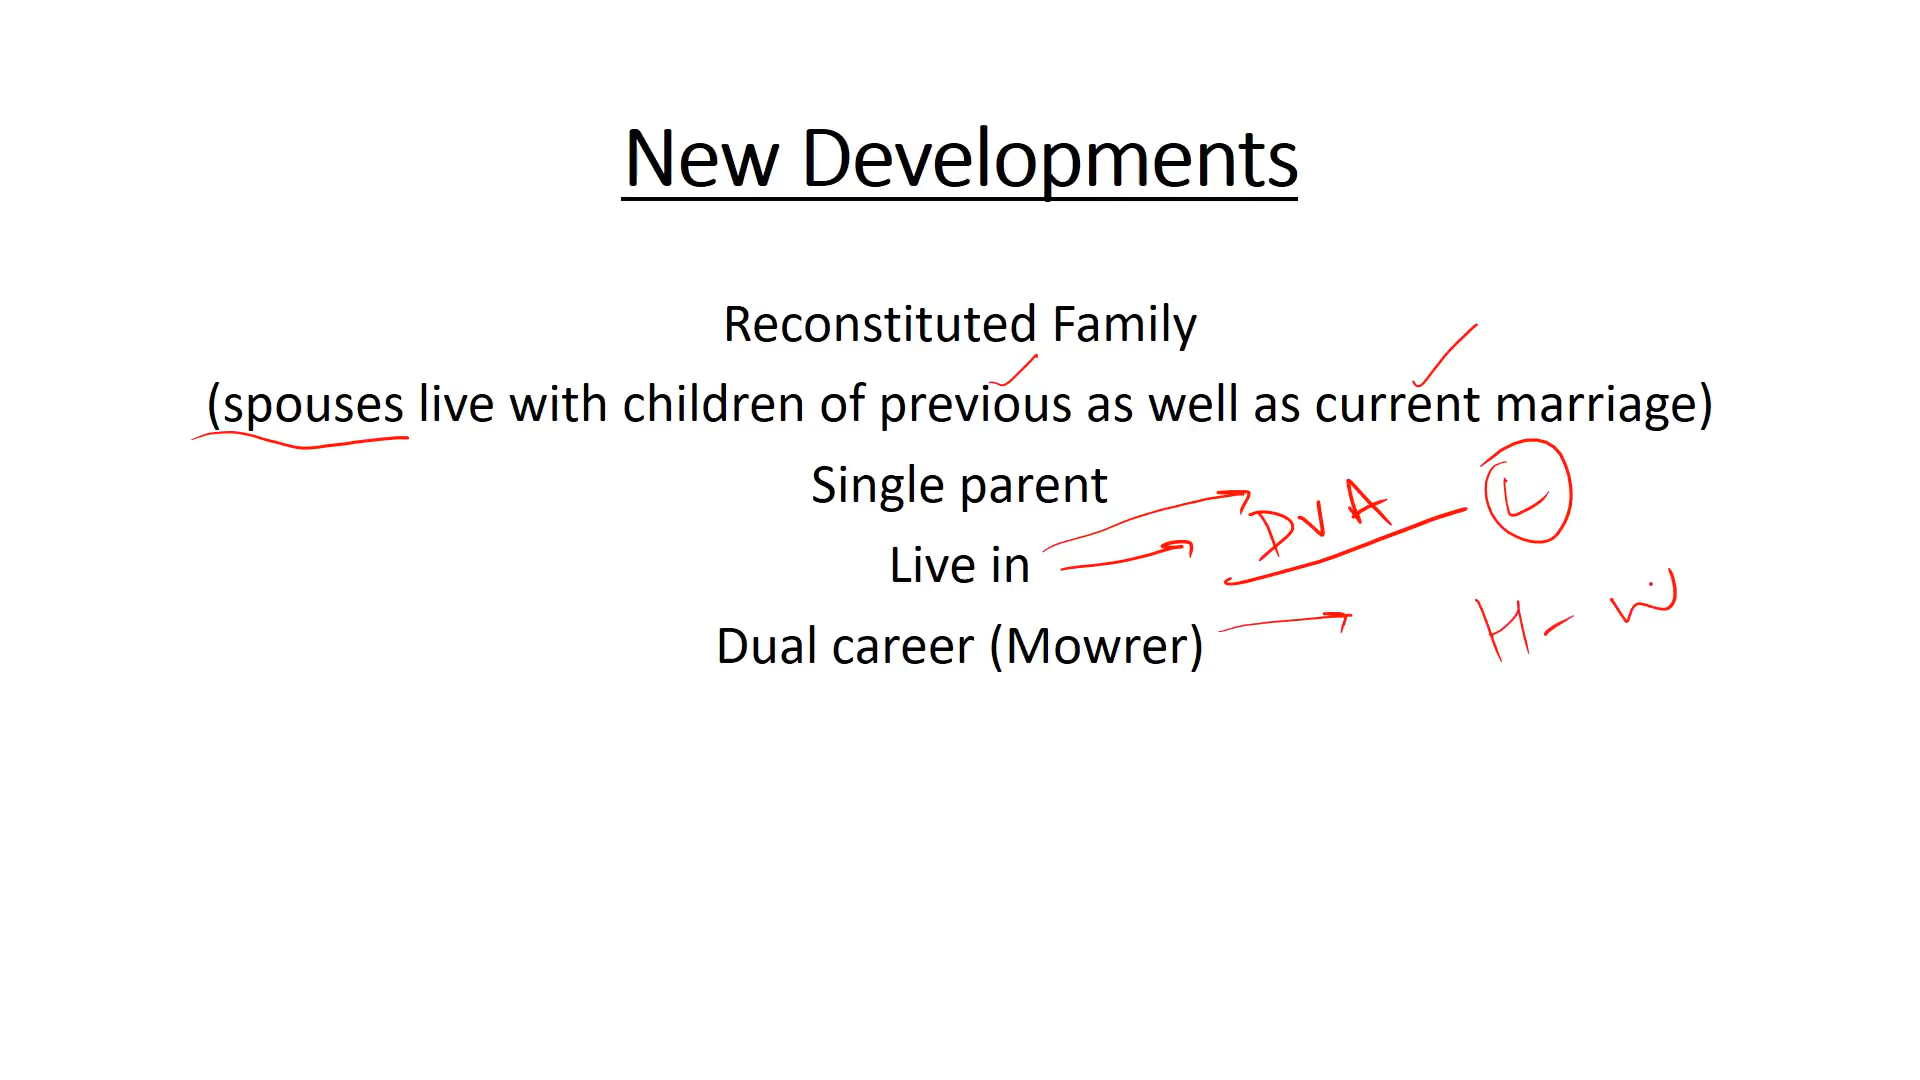 New Developments
Reconstituted Family
(spouses live with children of previous as well as current marriage)
Single parent
DVA L
Live in
H - W
Dual career (Mowrer)